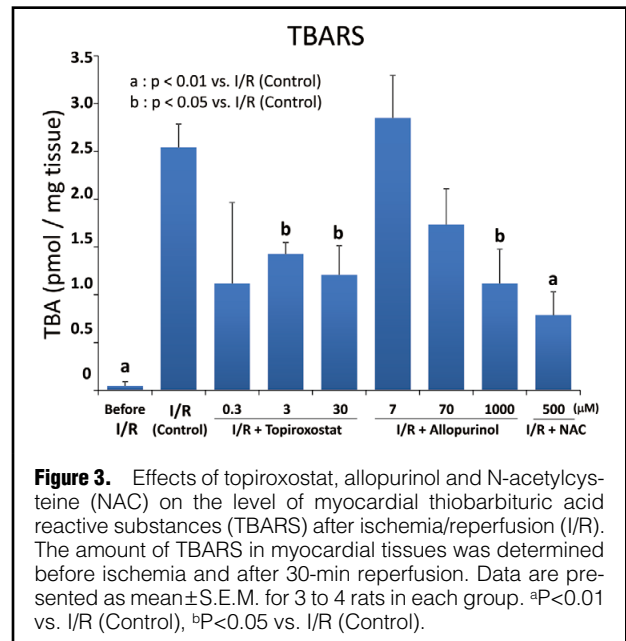 TBARS
TBA (pmol / mg tissue)
3.5
3.0
2.5
2.0
1.5
1.0
0.5
0
a : p < 0.01 vs. I/R (Control)
b : p < 0.05 vs. I/R (Control)
a
b
b
b
a
Before I/R
I/R (Control)
0.3 3 30
I/R + Topiroxostat
7 70 1000
I/R + Allopurinol
500 (μM)
I/R + NAC
Figure 3. Effects of topiroxostat, allopurinol and N-acetylcys-
teine (NAC) on the level of myocardial thiobarbituric acid
reactive substances (TBARS) after ischemia/reperfusion (I/R).
The amount of TBARS in myocardial tissues was determined
before ischemia and after 30-min reperfusion. Data are pre-
sented as mean±S.E.M. for 3 to 4 rats in each group. ᵃP<0.01
vs. I/R (Control), ᵇP<0.05 vs. I/R (Control).